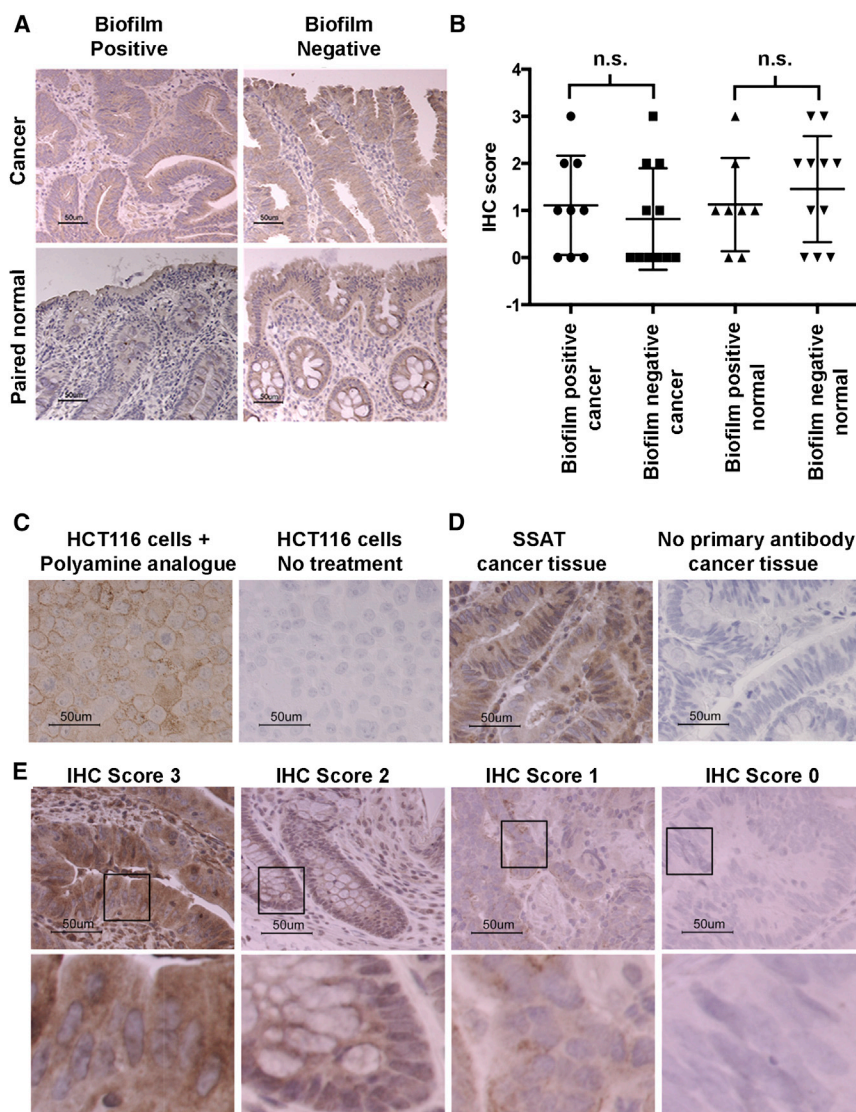 A
Biofilm
Positive
Biofilm
Negative
Cancer
50um
50um
Paired normal
50um
50um
B
n.s.
n.s.
IHC score
4
3
2
1
0
-1
Biofilm positive
cancer
Biofilm negative
cancer
Biofilm positive
normal
Biofilm negative
normal
C
HCT116 cells +
Polyamine analogue
HCT116 cells
No treatment
50um
50um
D
SSAT
cancer tissue
No primary antibody
cancer tissue
50um
50um
E
IHC Score 3
IHC Score 2
IHC Score 1
IHC Score 0
50um
50um
50um
50um